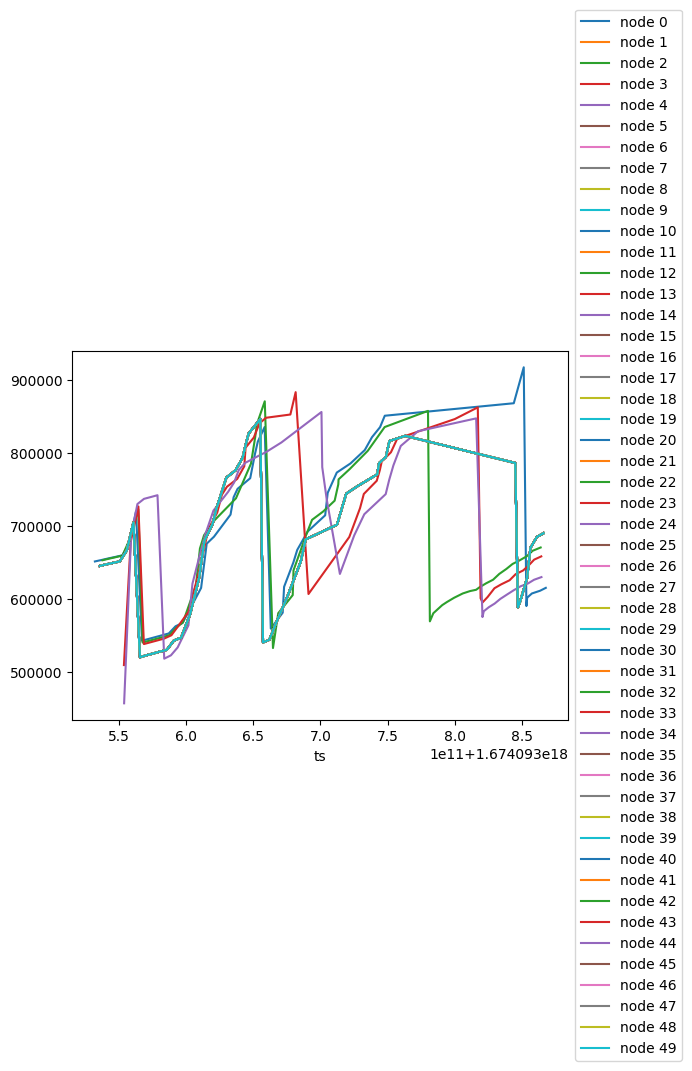 900000
800000
700000
600000
500000
5.5 6.0 6.5 7.0 7.5 8.0 8.5
1e11+1.674093e18
ts
node 0
node 1
node 2
node 3
node 4
node 5
node 6
node 7
node 8
node 9
node 10
node 11
node 12
node 13
node 14
node 15
node 16
node 17
node 18
node 19
node 20
node 21
node 22
node 23
node 24
node 25
node 26
node 27
node 28
node 29
node 30
node 31
node 32
node 33
node 34
node 35
node 36
node 37
node 38
node 39
node 40
node 41
node 42
node 43
node 44
node 45
node 46
node 47
node 48
node 49